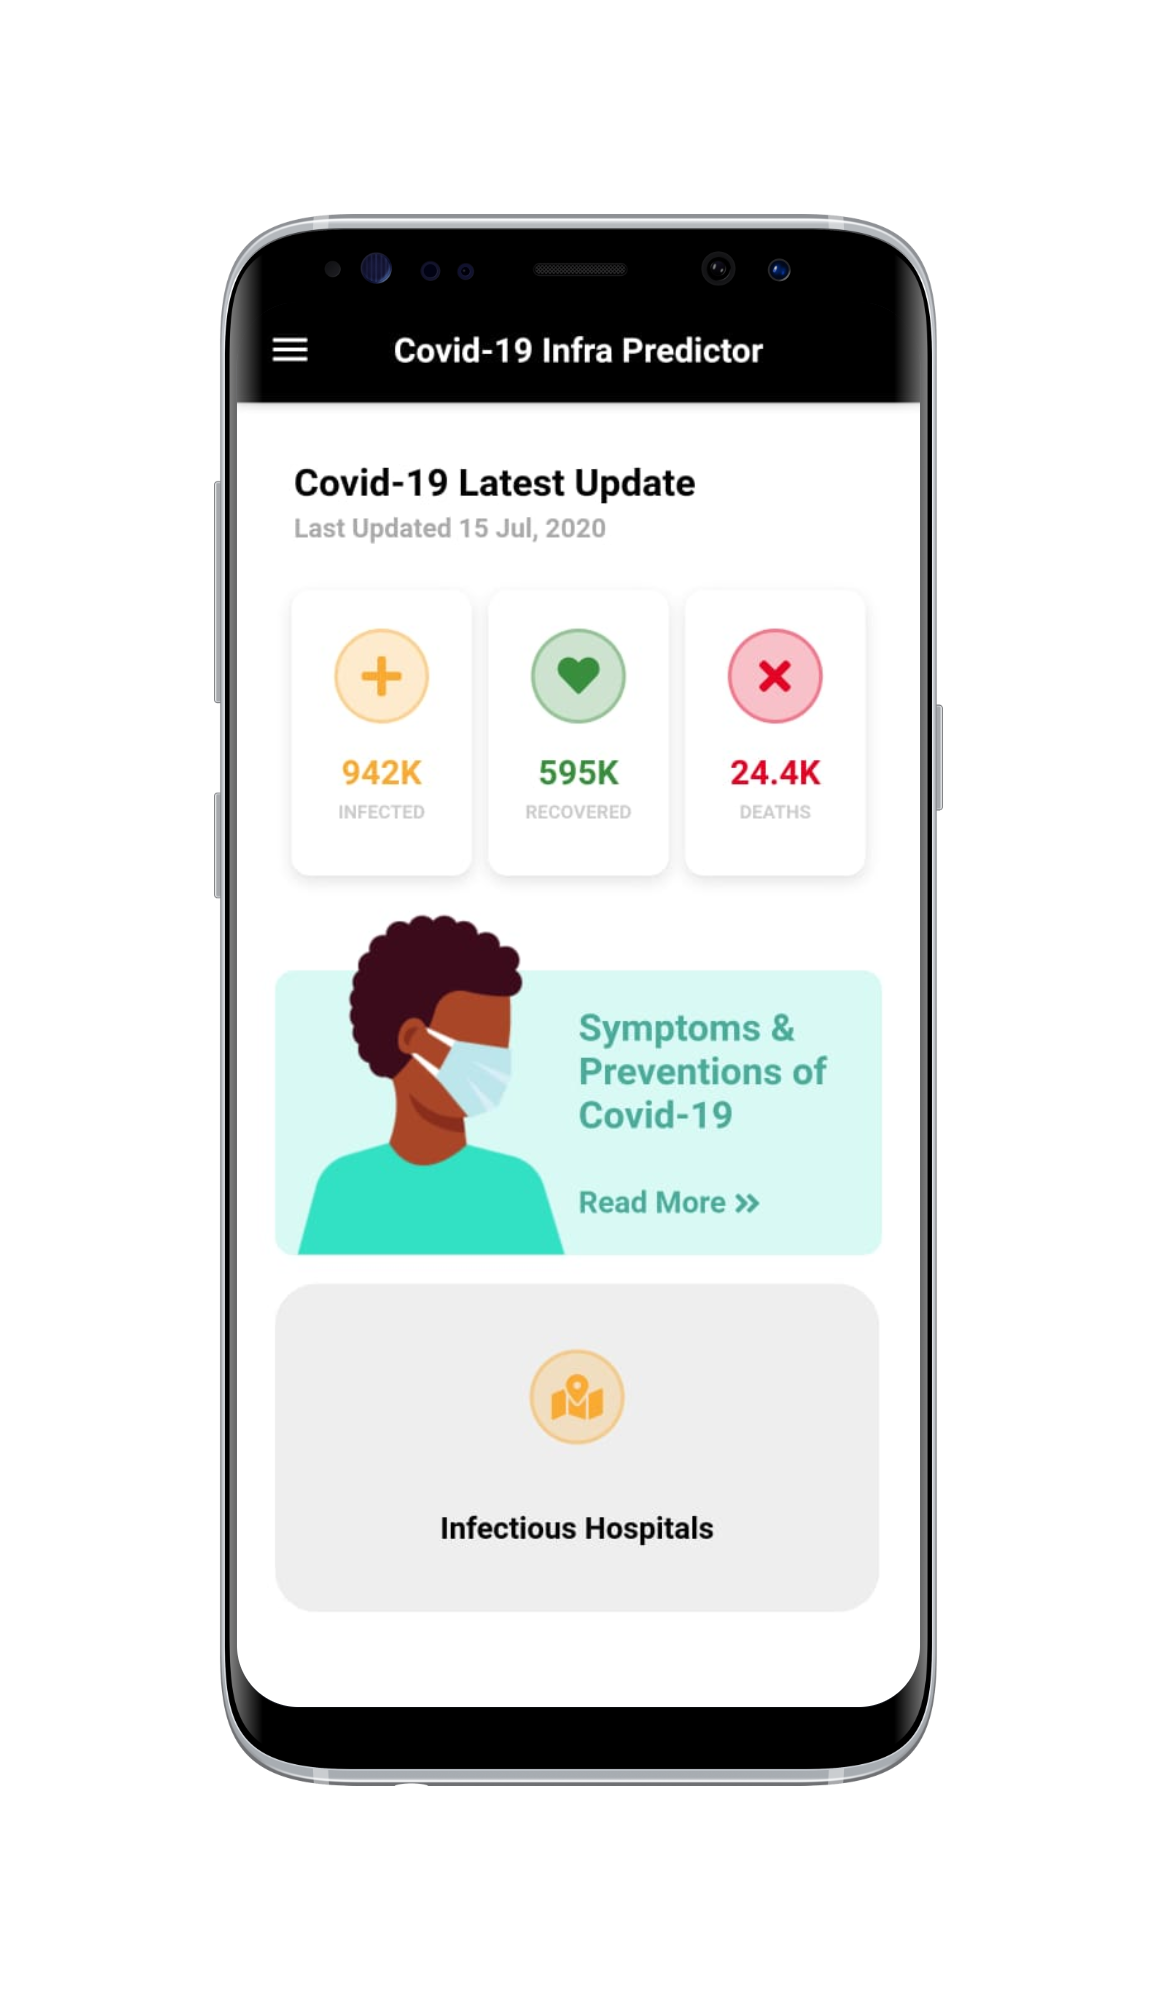 Covid-19 Infra Predictor
Covid-19 Latest Update
Last Updated 15 Jul, 2020
942K
INFECTED
595K
RECOVERED
24.4K
DEATHS
Symptoms &
Preventions of
Covid-19
Read More
Infectious Hospitals